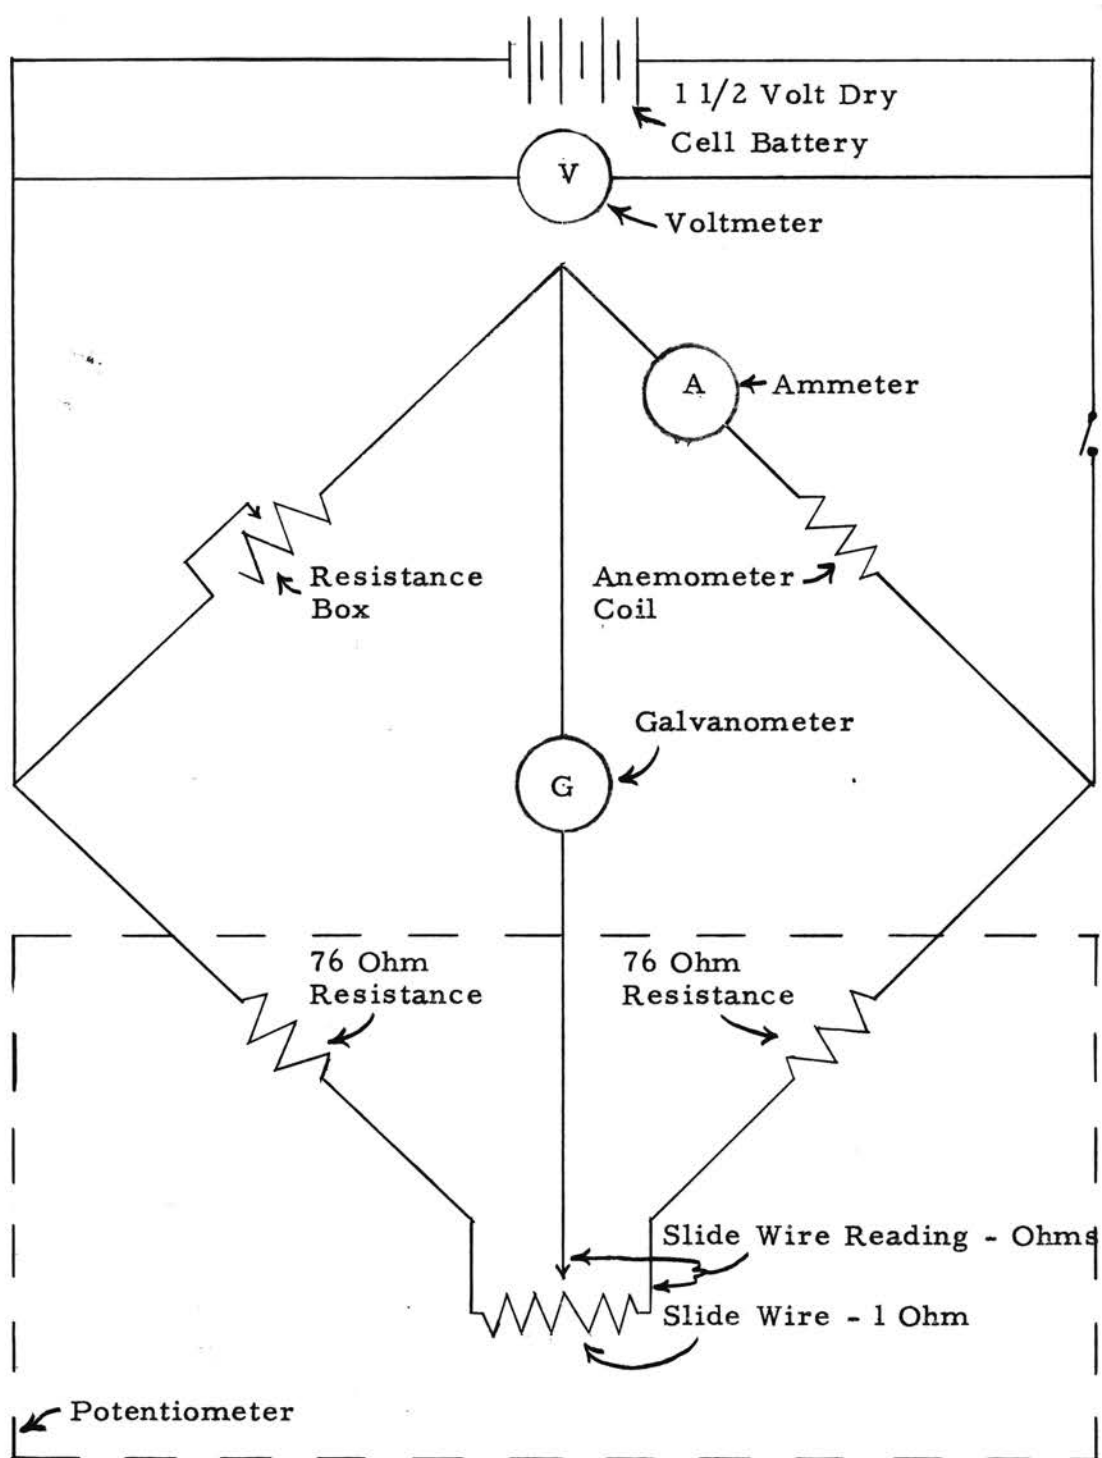 1 1/2 Volt Dry
Cell Battery
V
Voltmeter
A
Ammeter
Resistance
Box
Anemometer
Coil
Galvanometer
G
76 Ohm
Resistance
76 Ohm
Resistance
Slide Wire Reading - Ohms
Slide Wire - 1 Ohm
Potentiometer